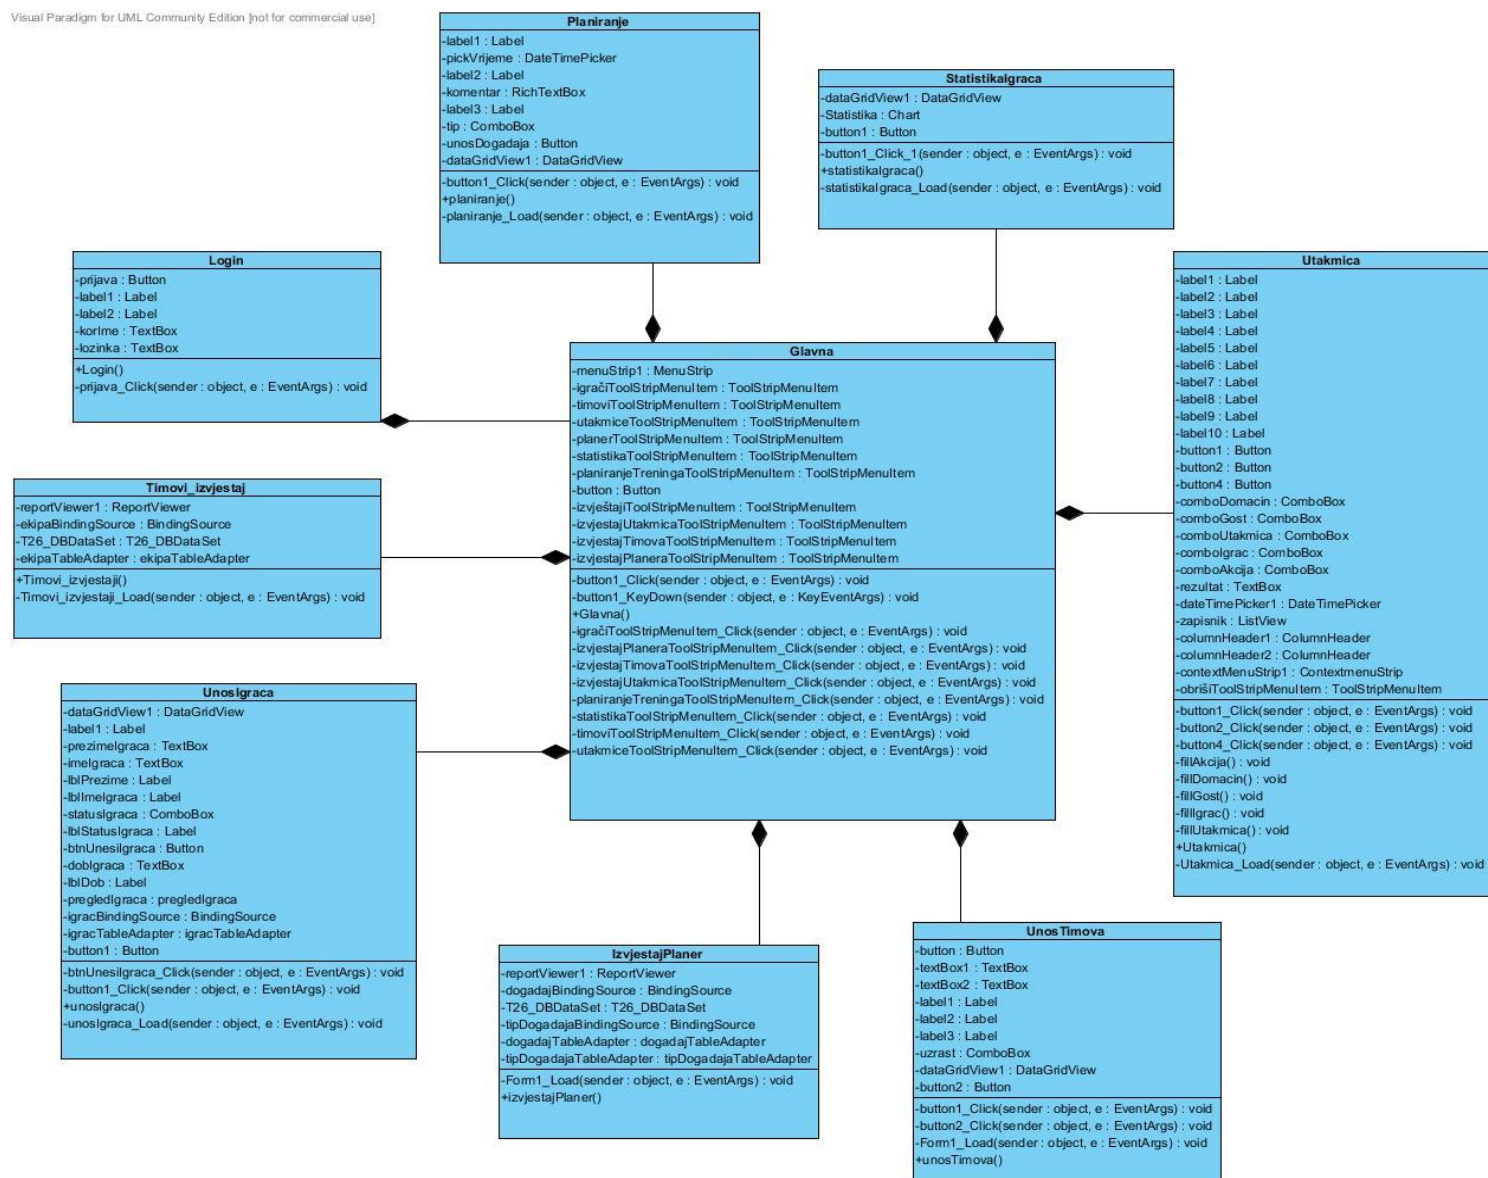 Visual Paradigm for UML Community Edition [not for commercial use]
Planiranje
-label1 : Label
-pickVrijeme : DateTimePicker
-label2 : Label
-komentar : RichTextBox
-label3 : Label
-tip : ComboBox
-unosDogadaja : Button
-dataGridView1 : DataGridView
-button1_Click(sender : object, e : EventArgs) : void
+planiranje()
-planiranje_Load(sender : object, e : EventArgs) : void
StatistikaIgraca
-dataGridView1 : DataGridView
-Statistika : Chart
-button1 : Button
-button1_Click_1(sender : object, e : EventArgs) : void
+statistikaIgraca()
-statistikaIgraca_Load(sender : object, e : EventArgs) : void
Login
-prijava : Button
-label1 : Label
-label2 : Label
-korIme : TextBox
-lozinka : TextBox
+Login()
-prijava_Click(sender : object, e : EventArgs) : void
Utakmica
-label1 : Label
-label2 : Label
-label3 : Label
-label4 : Label
-label5 : Label
-label6 : Label
-label7 : Label
-label8 : Label
-label9 : Label
-label10 : Label
-button1 : Button
-button2 : Button
-button4 : Button
-comboDomacin : ComboBox
-comboGost : ComboBox
-comboUtakmica : ComboBox
-comboIgrac : ComboBox
-comboAkcija : ComboBox
-rezultat : TextBox
-dateTimePicker1 : DateTimePicker
-zapisnik : ListView
-columnHeader1 : ColumnHeader
-columnHeader2 : ColumnHeader
-contextMenuStrip1 : ContextmenuStrip
-obrišiToolStripMenuItem : ToolStripMenuItem
-button1_Click(sender : object, e : EventArgs) : void
-button2_Click(sender : object, e : EventArgs) : void
-button4_Click(sender : object, e : EventArgs) : void
-fillAkcija() : void
-fillDomacin() : void
-fillGost() : void
-fillIgrac() : void
-fillUtakmica() : void
+Utakmica()
-Utakmica_Load(sender : object, e : EventArgs) : void
Glavna
-menuStrip1 : MenuStrip
-igračiToolStripMenuItem : ToolStripMenuItem
-timoviToolStripMenuItem : ToolStripMenuItem
-utakmiceToolStripMenuItem : ToolStripMenuItem
-planerToolStripMenuItem : ToolStripMenuItem
-statistikaToolStripMenuItem : ToolStripMenuItem
-planiranjeTreningaToolStripMenuItem : ToolStripMenuItem
-button : Button
-izvještajiToolStripMenuItem : ToolStripMenuItem
-izvjestajUtakmicaToolStripMenuItem : ToolStripMenuItem
-izvjestajTimovaToolStripMenuItem : ToolStripMenuItem
-izvjestajPlaneraToolStripMenuItem : ToolStripMenuItem
-button1_Click(sender : object, e : EventArgs) : void
-button1_KeyDown(sender : object, e : KeyEventArgs) : void
+Glavna()
-igračiToolStripMenuItem_Click(sender : object, e : EventArgs) : void
-izvjestajPlaneraToolStripMenuItem_Click(sender : object, e : EventArgs) : void
-izvjestajTimovaToolStripMenuItem_Click(sender : object, e : EventArgs) : void
-izvjestajUtakmicaToolStripMenuItem_Click(sender : object, e : EventArgs) : void
-planiranjeTreningaToolStripMenuItem_Click(sender : object, e : EventArgs) : void
-statistikaToolStripMenuItem_Click(sender : object, e : EventArgs) : void
-timoviToolStripMenuItem_Click(sender : object, e : EventArgs) : void
-utakmiceToolStripMenuItem_Click(sender : object, e : EventArgs) : void
Timovi_izvjestaj
-reportViewer1 : ReportViewer
-ekipaBindingSource : BindingSource
-T26_DBDataSet : T26_DBDataSet
-ekipaTableAdapter : ekipaTableAdapter
+Timovi_izvjestaji()
-Timovi_izvjestaji_Load(sender : object, e : EventArgs) : void
UnosIgraca
-dataGridView1 : DataGridView
-label1 : Label
-prezimeIgraca : TextBox
-imeIgraca : TextBox
-lblPrezime : Label
-lblImeIgraca : Label
-statusIgraca : ComboBox
-lblStatusIgraca : Label
-btnUnesiIgraca : Button
-dobIgraca : TextBox
-lblDob : Label
-pregledIgraca : pregledIgraca
-igracBindingSource : BindingSource
-igracTableAdapter : igracTableAdapter
-button1 : Button
-btnUnesiIgraca_Click(sender : object, e : EventArgs) : void
-button1_Click(sender : object, e : EventArgs) : void
+unosIgraca()
-unosIgraca_Load(sender : object, e : EventArgs) : void
IzvjestajPlaner
-reportViewer1 : ReportViewer
-dogadajBindingSource : BindingSource
-T26_DBDataSet : T26_DBDataSet
-tipDogadajaBindingSource : BindingSource
-dogadajTableAdapter : dogadajTableAdapter
-tipDogadajaTableAdapter : tipDogadajaTableAdapter
-Form1_Load(sender : object, e : EventArgs) : void
+izvjestajPlaner()
UnosTimova
-button : Button
-textBox1 : TextBox
-textBox2 : TextBox
-label1 : Label
-label2 : Label
-label3 : Label
-uzrast : ComboBox
-dataGridView1 : DataGridView
-button2 : Button
-button1_Click(sender : object, e : EventArgs) : void
-button2_Click(sender : object, e : EventArgs) : void
-Form1_Load(sender : object, e : EventArgs) : void
+unosTimova()